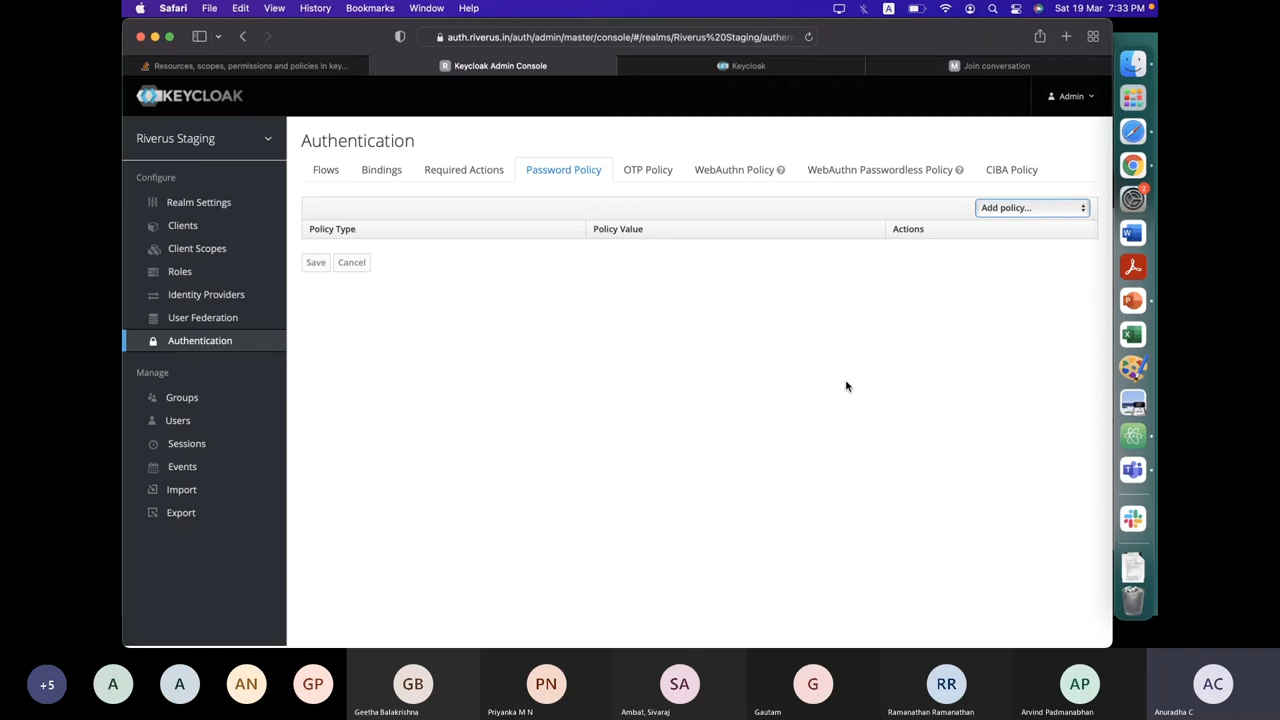 Safari File Edit View History Bookmarks Window Help A Sat 19 Mar 7:33 PM
auth.riverus.in/auth/admin/master/console/#/realms/Riverus%20Staging/authent
Resources, scopes, permissions and policies in key...
R Keycloak Admin Console
Keycloak
M Join conversation
KEYCLOAK
Admin
Riverus Staging
Configure
Realm Settings
Clients
Client Scopes
Roles
Identity Providers
User Federation
Authentication
Manage
Groups
Users
Sessions
Events
Import
Export
Authentication
Flows Bindings Required Actions Password Policy OTP Policy WebAuthn Policy WebAuthn Passwordless Policy CIBA Policy
Add policy...
Policy Type Policy Value Actions
Save Cancel
2
+5 A A AN GP GB PN SA G RR AP AC
Geetha Balakrishna Priyanka M N Ambat, Sivaraj Gautam Ramanathan Ramanathan Arvind Padmanabhan Anuradha C